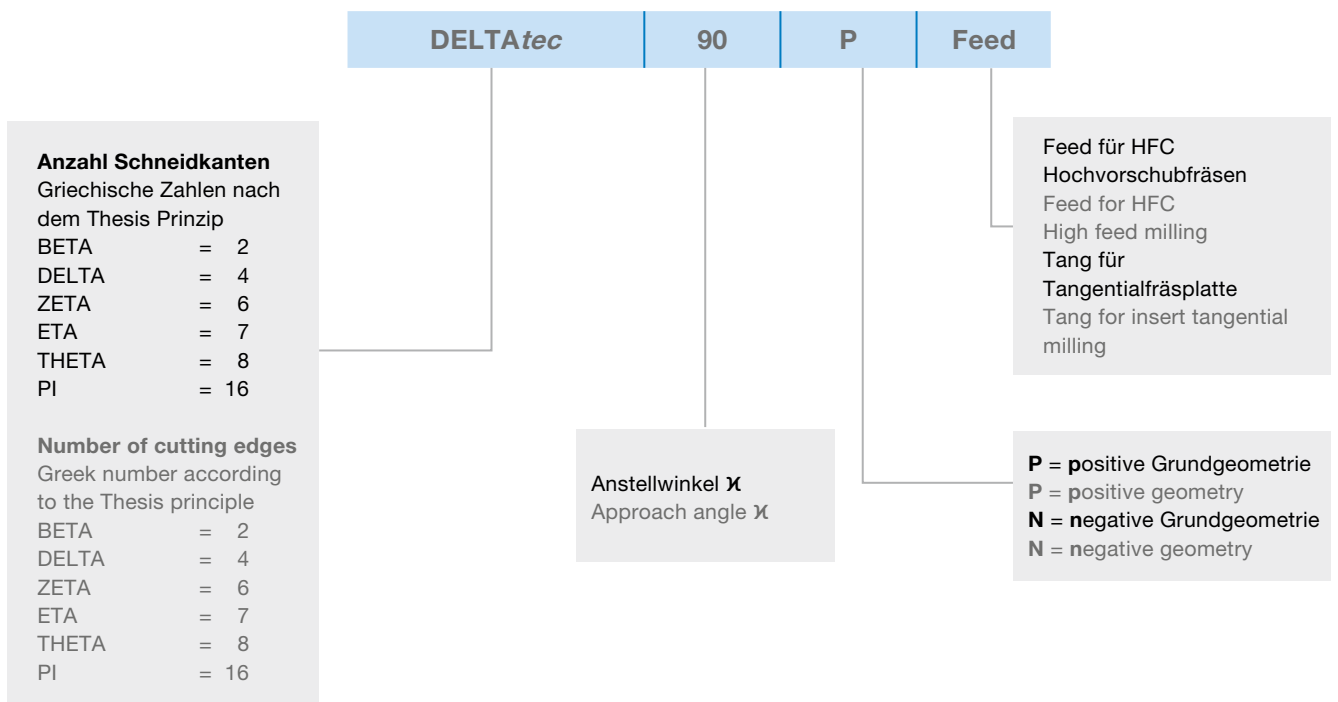 DELTAtec 90 P Feed
Anzahl Schneidkanten
Griechische Zahlen nach
dem Thesis Prinzip
BETA = 2
DELTA = 4
ZETA = 6
ETA = 7
THETA = 8
PI = 16
Number of cutting edges
Greek number according
to the Thesis principle
BETA = 2
DELTA = 4
ZETA = 6
ETA = 7
THETA = 8
PI = 16
Anstellwinkel ϰ
Approach angle ϰ
Feed für HFC
Hochvorschubfräsen
Feed for HFC
High feed milling
Tang für
Tangentialfräsplatte
Tang for insert tangential
milling
P = positive Grundgeometrie
P = positive geometry
N = negative Grundgeometrie
N = negative geometry